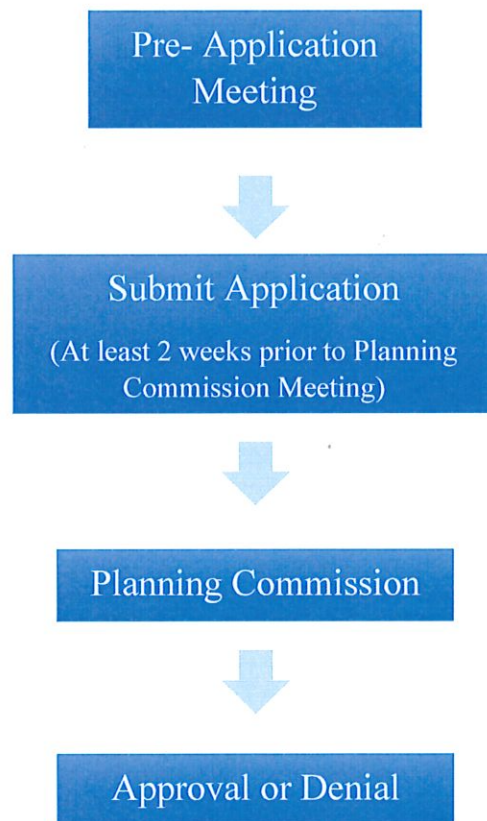 Pre- Application
Meeting
Submit Application
(At least 2 weeks prior to Planning
Commission Meeting)
Planning Commission
Approval or Denial